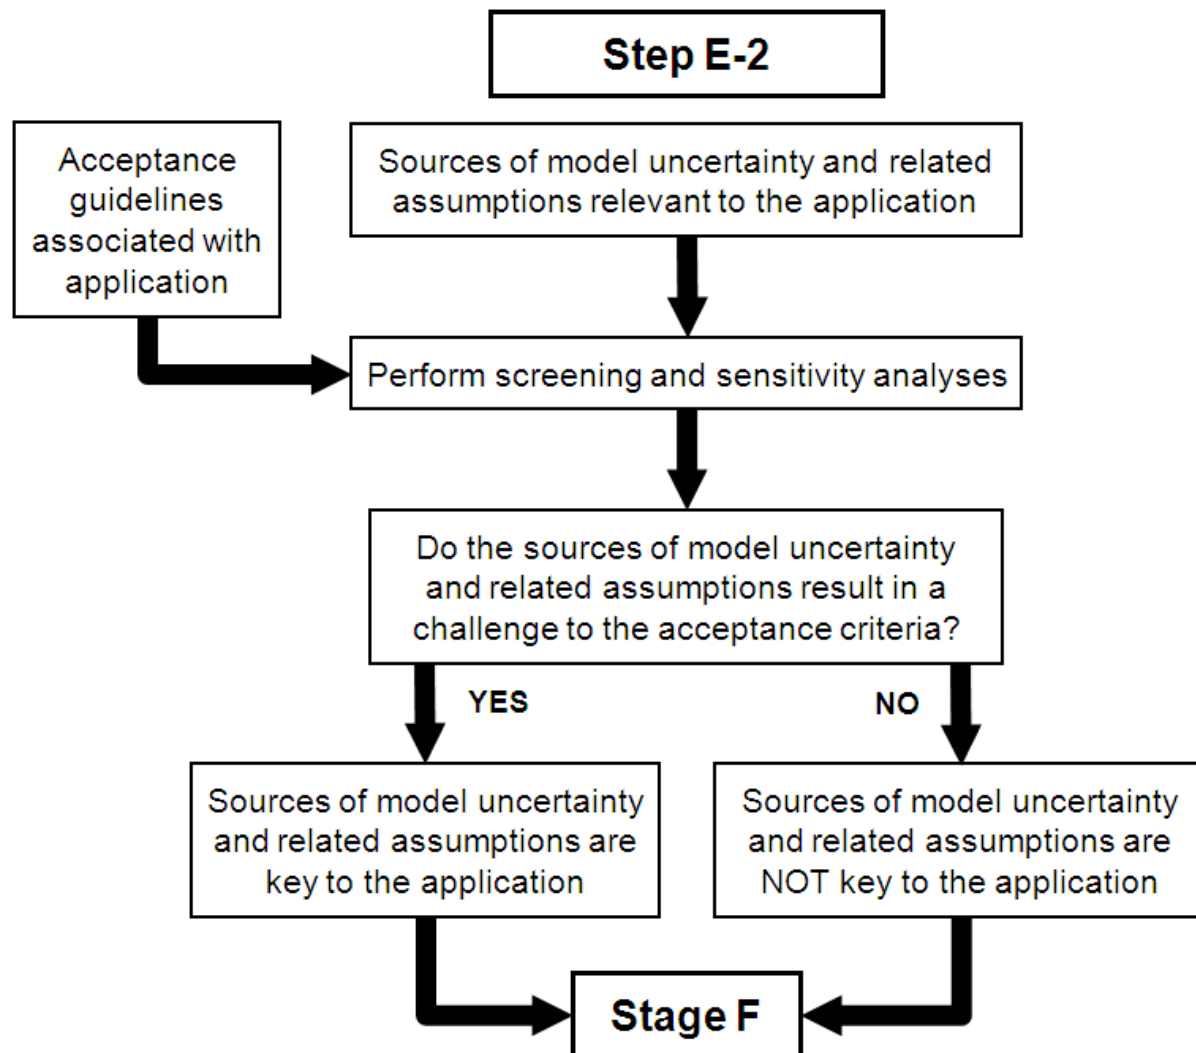 Step E-2
Acceptance
guidelines
associated with
application
Sources of model uncertainty and related
assumptions relevant to the application
Perform screening and sensitivity analyses
Do the sources of model uncertainty
and related assumptions result in a
challenge to the acceptance criteria?
YES
NO
Sources of model uncertainty
and related assumptions are
key to the application
Sources of model uncertainty
and related assumptions are
NOT key to the application
Stage F